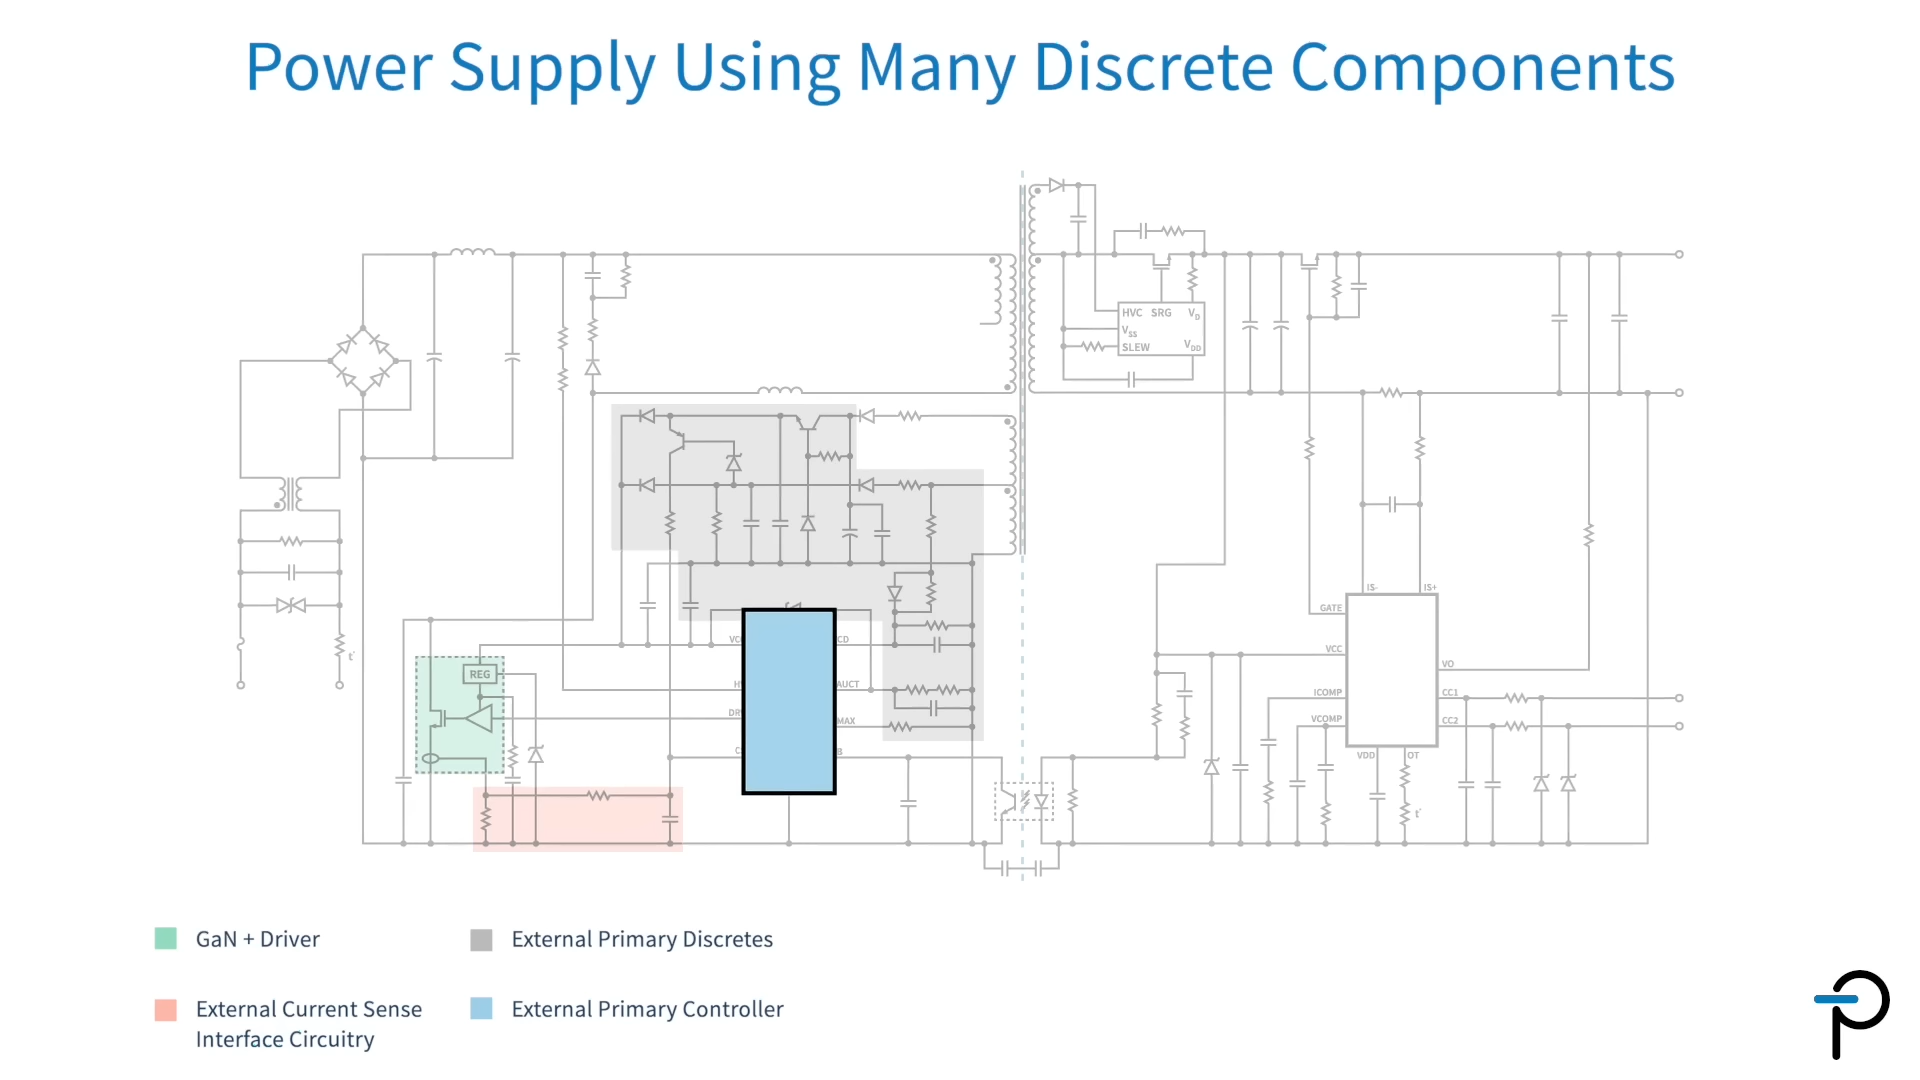 Power Supply Using Many Discrete Components
HVC SRG VD
VSS
SLEW VDD
IS- IS+
GATE
VCC
VO
ICOMP
CC1
VCOMP
CC2
VDD OT
t°
REG
t°
CD
AUCT
MAX
GaN + Driver
External Primary Discretes
External Current Sense
Interface Circuitry
External Primary Controller